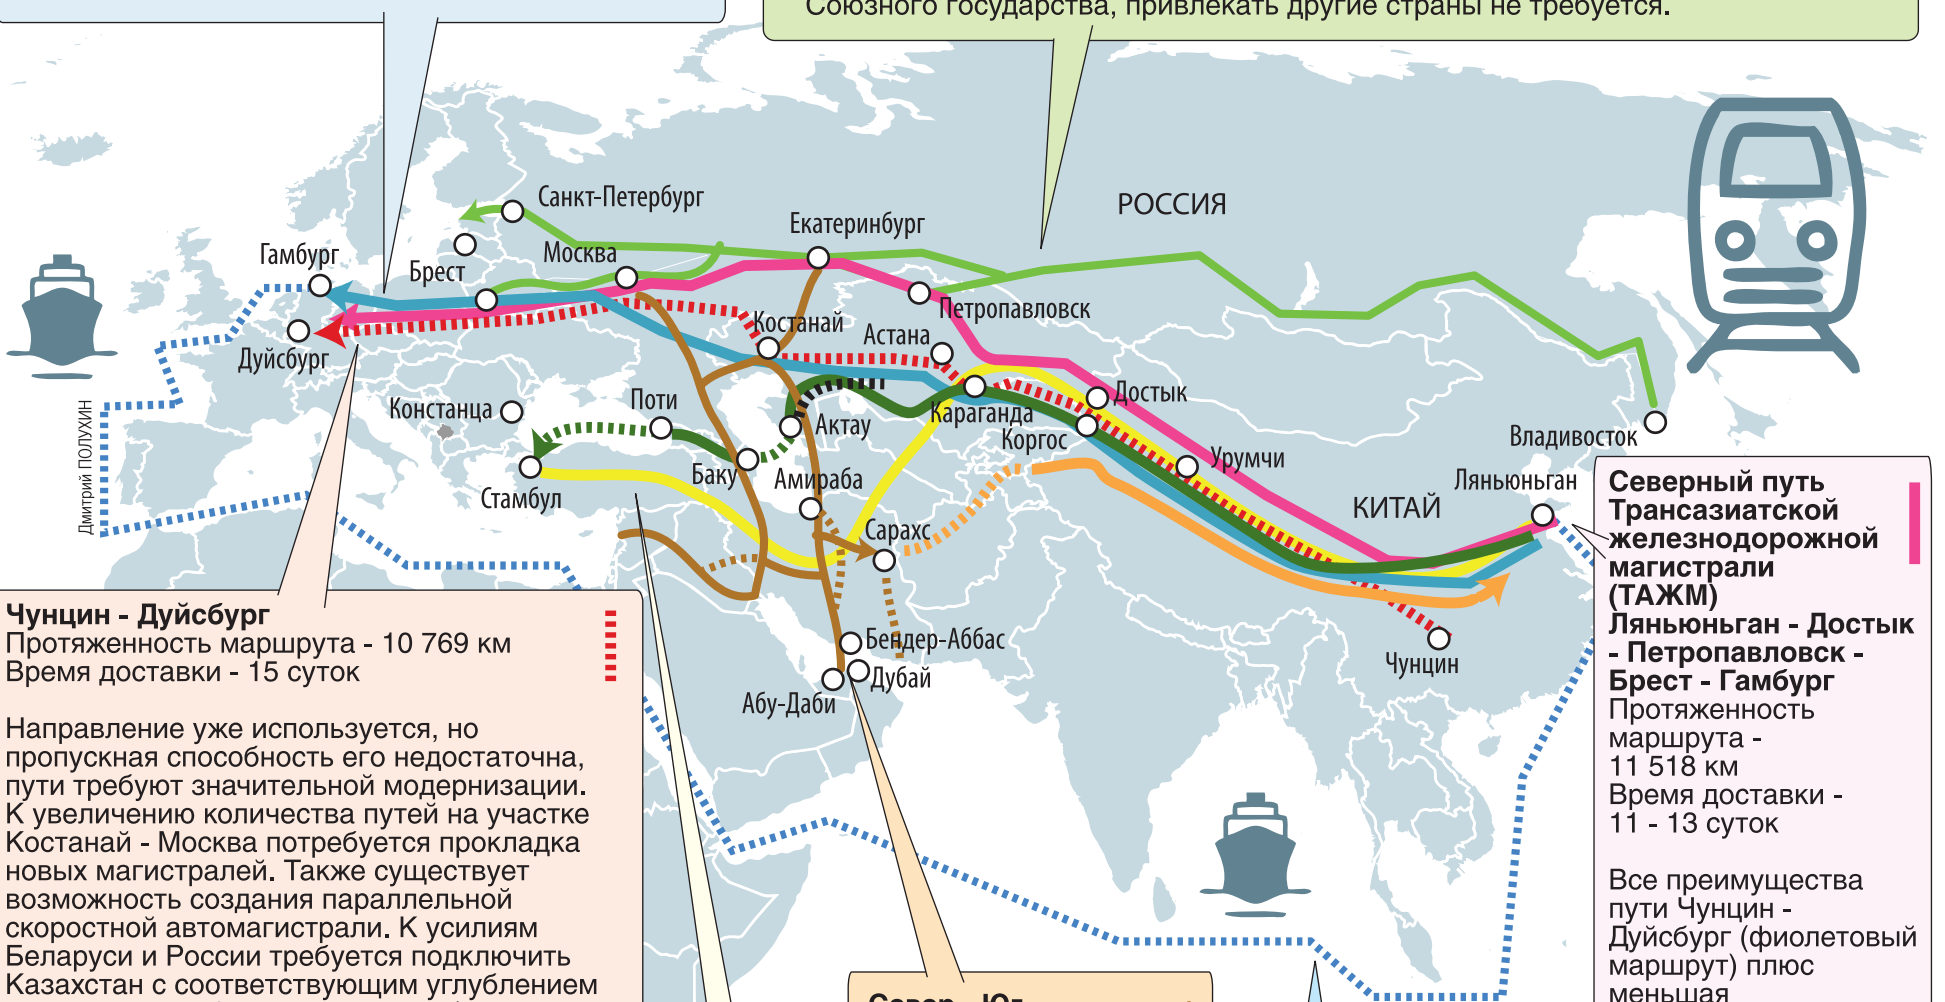 Союзного государства, привлекать другие страны не требуется.
Санкт-Петербург
РОССИЯ
Екатеринбург
Гамбург
Москва
Брест
Петропавловск
Костанай
Астана
Дуйсбург
Достык
Констанца
Поти
Караганда
Актау
Коргос
Владивосток
Урумчи
Баку
Амираба
Ляньюньган
Стамбул
КИТАЙ
Сарахс
Дмитрий ПОЛУХИН
Бендер-Аббас
Чунцин
Дубай
Абу-Даби
Чунцин - Дуйсбург
Протяженность маршрута - 10 769 км
Время доставки - 15 суток
Направление уже используется, но
пропускная способность его недостаточна,
пути требуют значительной модернизации.
К увеличению количества путей на участке
Костанай - Москва потребуется прокладка
новых магистралей. Также существует
возможность создания параллельной
скоростной автомагистрали. К усилиям
Беларуси и России требуется подключить
Казахстан с соответствующим углублением
Север - Юг
Северный путь
Трансазиатской
железнодорожной
магистрали
(ТАЖМ)
Ляньюньган - Достык
- Петропавловск -
Брест - Гамбург
Протяженность
маршрута -
11 518 км
Время доставки -
11 - 13 суток
Все преимущества
пути Чунцин -
Дуйсбург (фиолетовый
маршрут) плюс
меньшая